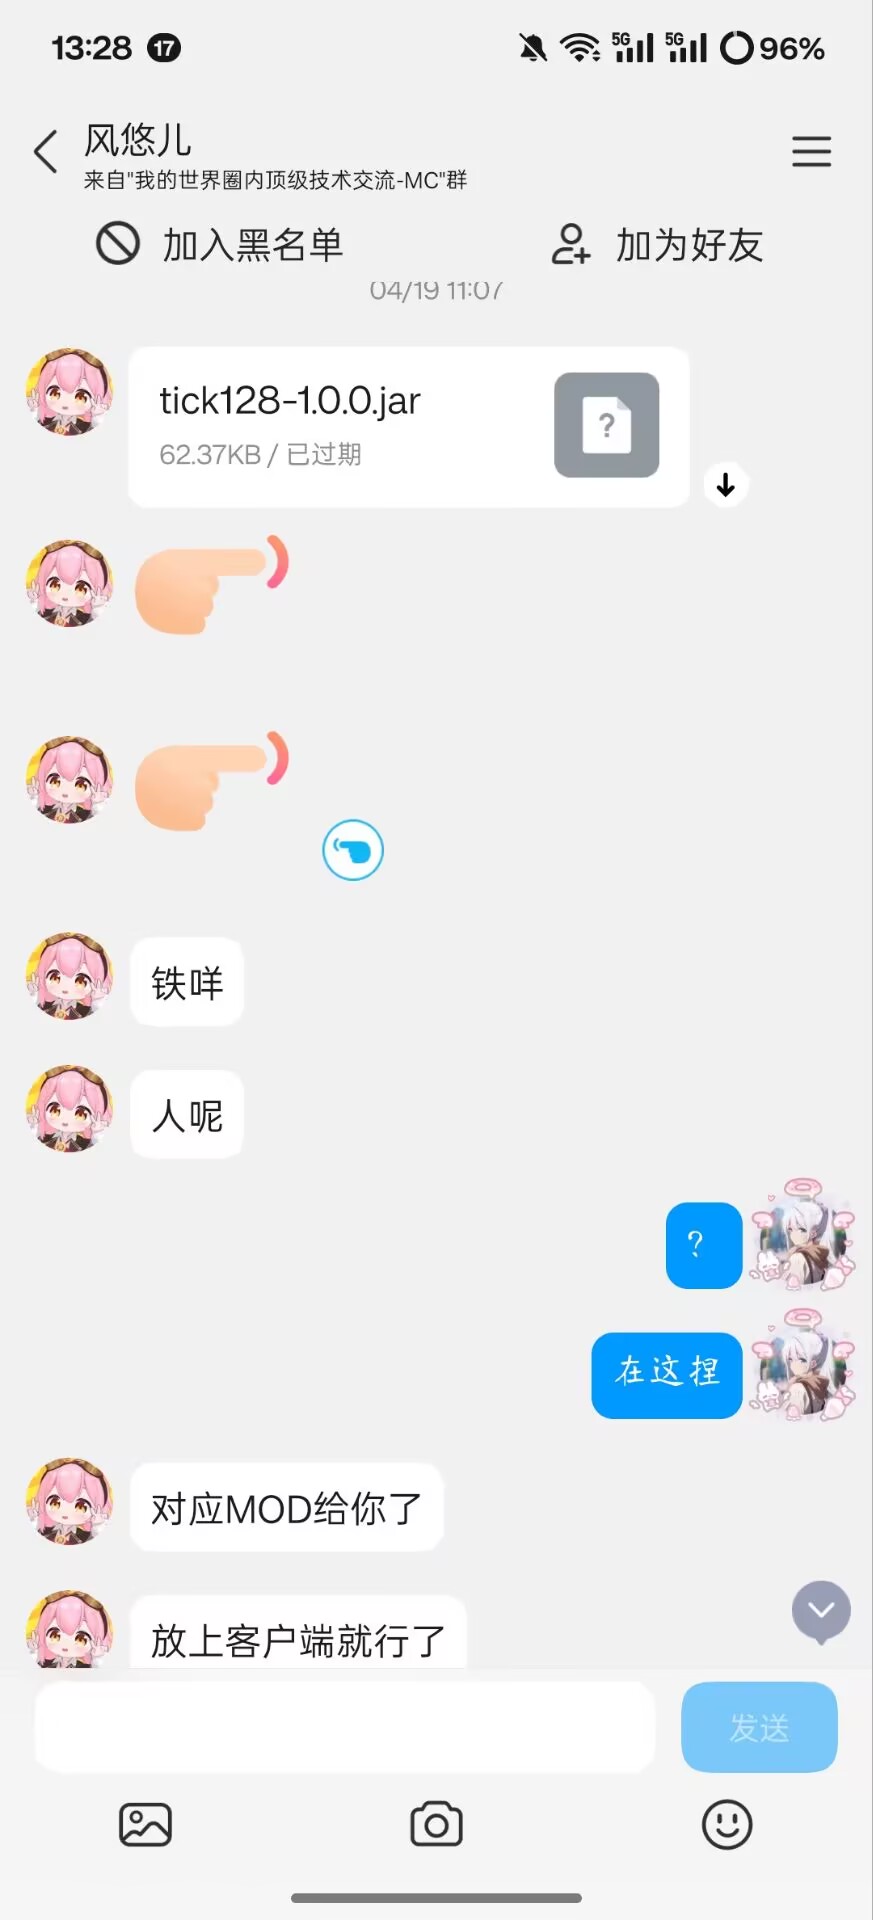 13:28 17 5G 5G 96%
风悠儿
来自"我的世界圈内顶级技术交流-MC"群
加入黑名单 加为好友
04/19 11:07
tick128-1.0.0.jar
62.37KB / 已过期
?
铁咩
人呢
?
在这捏
对应MOD给你了
放上客户端就行了
发送